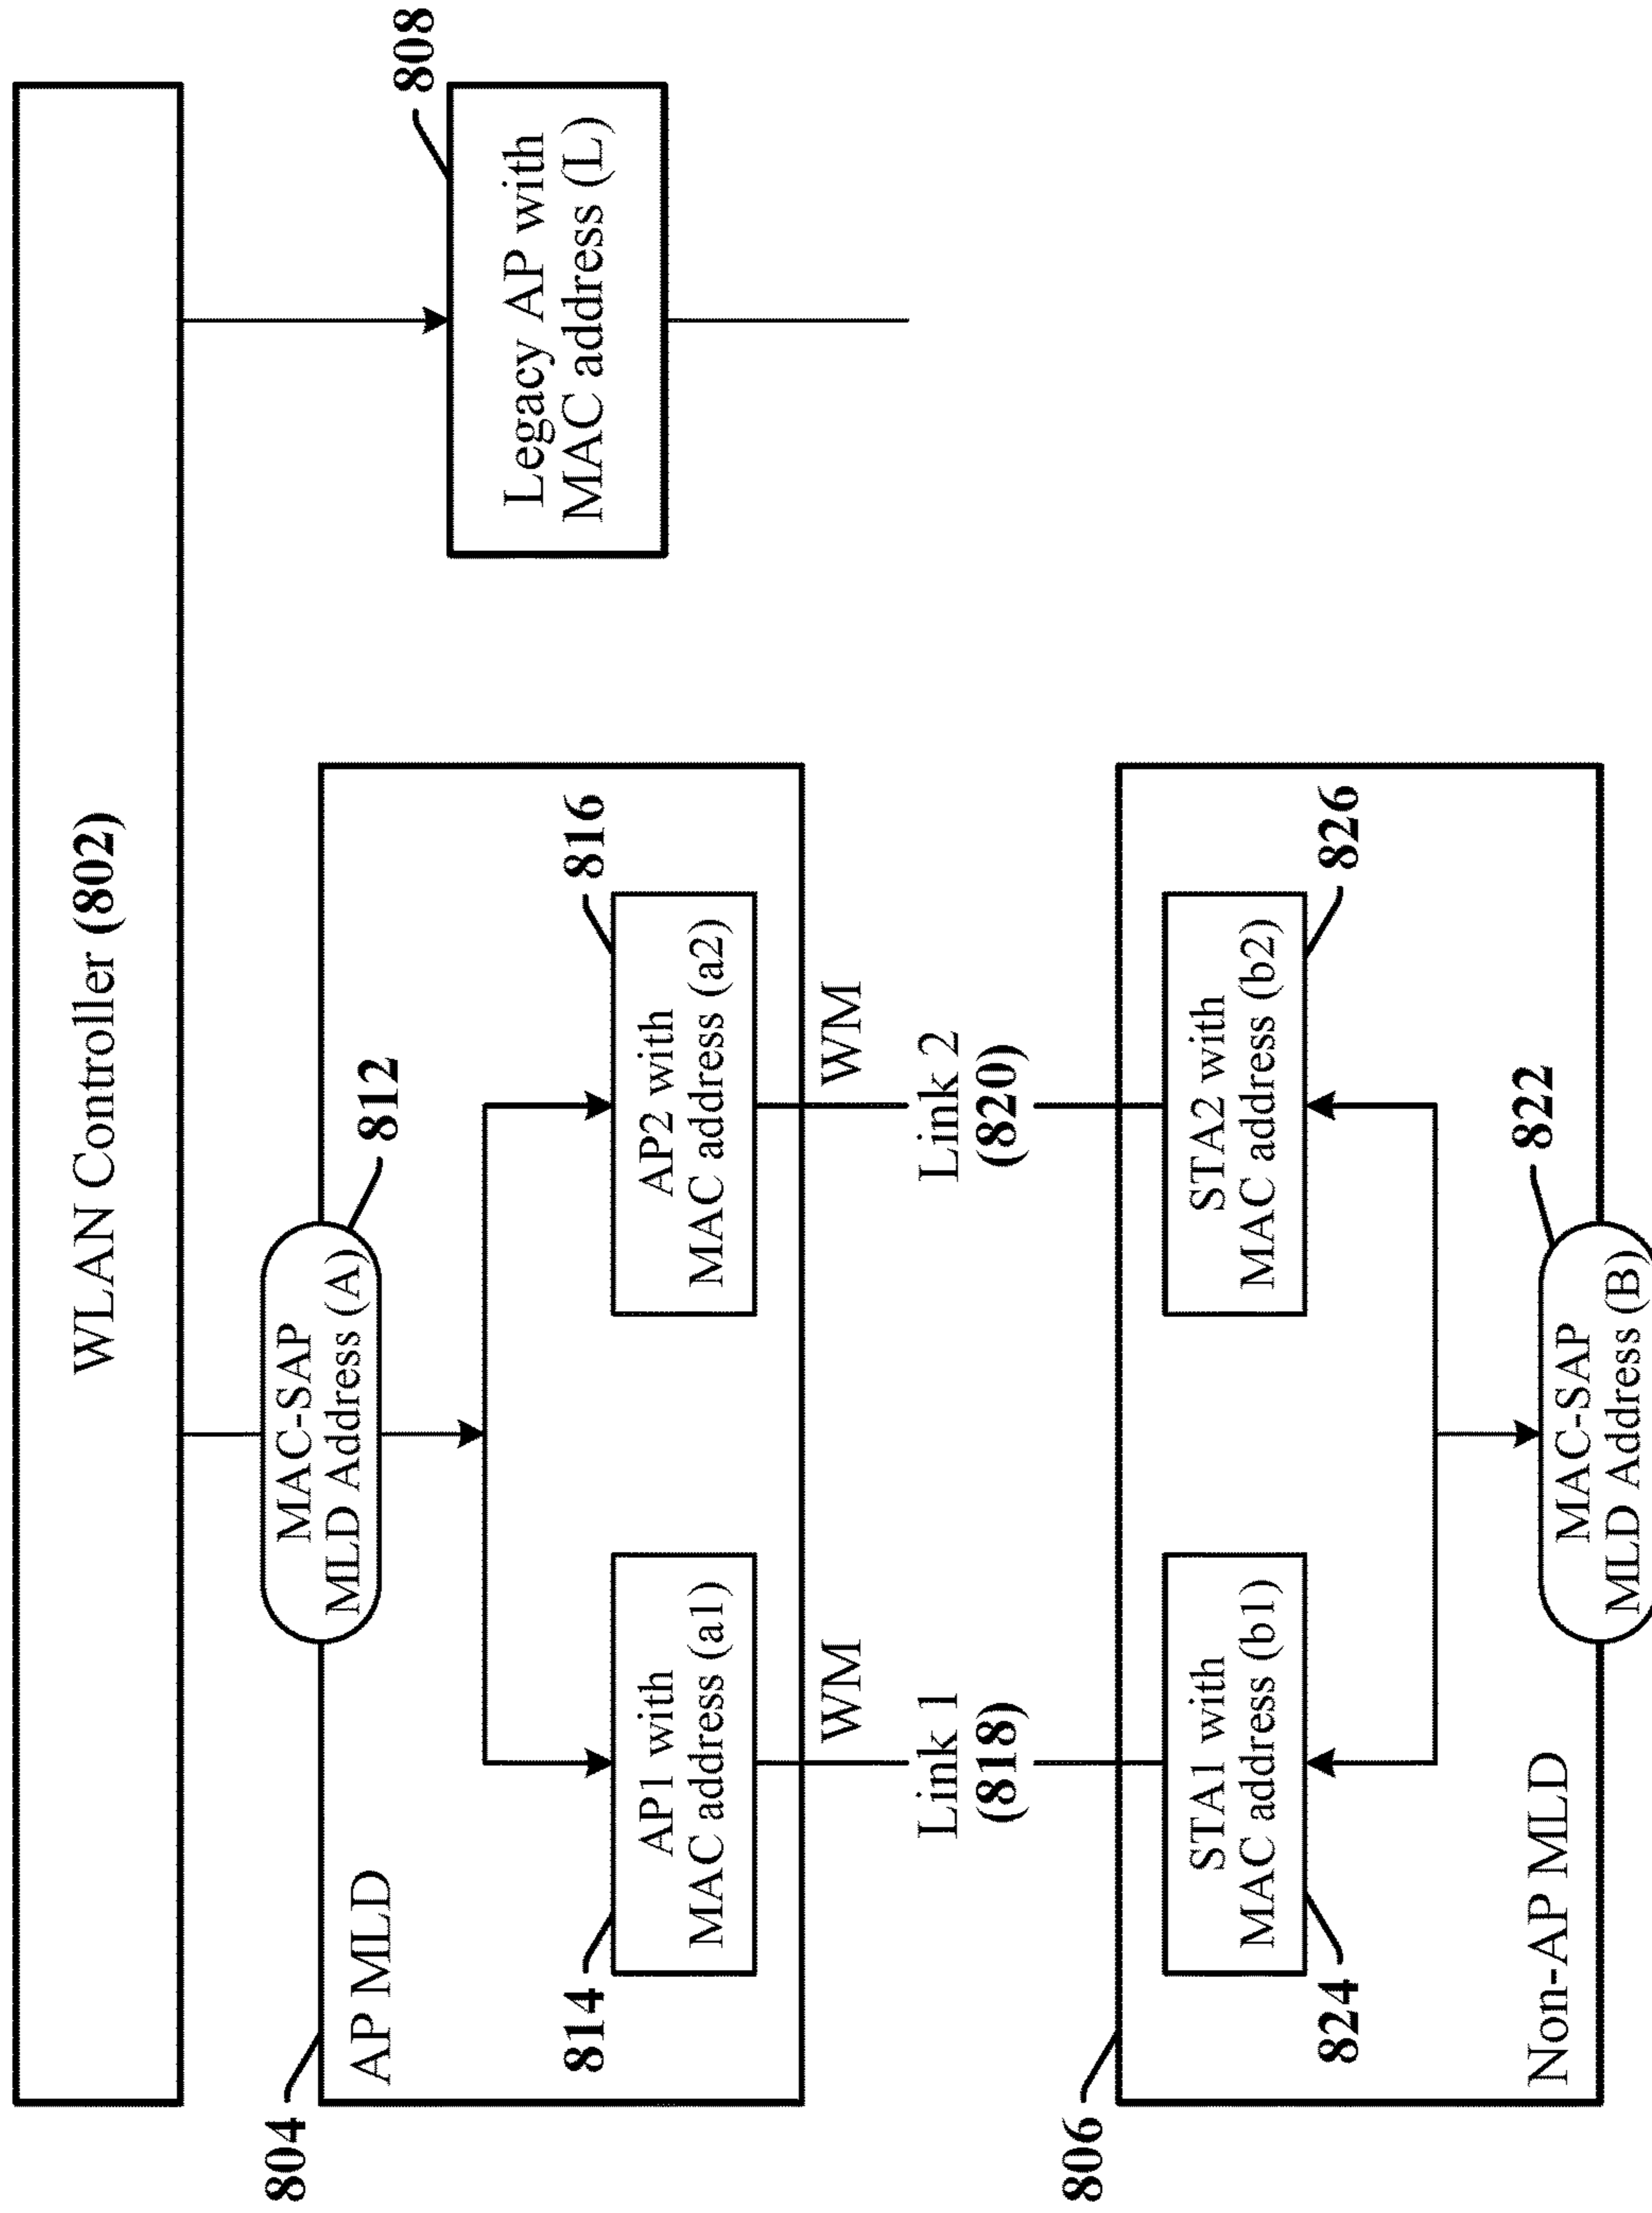 WLAN Controller (802)
804
AP MLD
MAC-SAP
MLD Address (A)
812
814
AP1 with
MAC address (a1)
816
AP2 with
MAC address (a2)
808
Legacy AP with
MAC address (L)
WM
WM
Link 1
(818)
Link 2
(820)
806
824
STA1 with
MAC address (b1)
STA2 with
MAC address (b2)
826
Non-AP MLD
MAC-SAP
MLD Address (B)
822